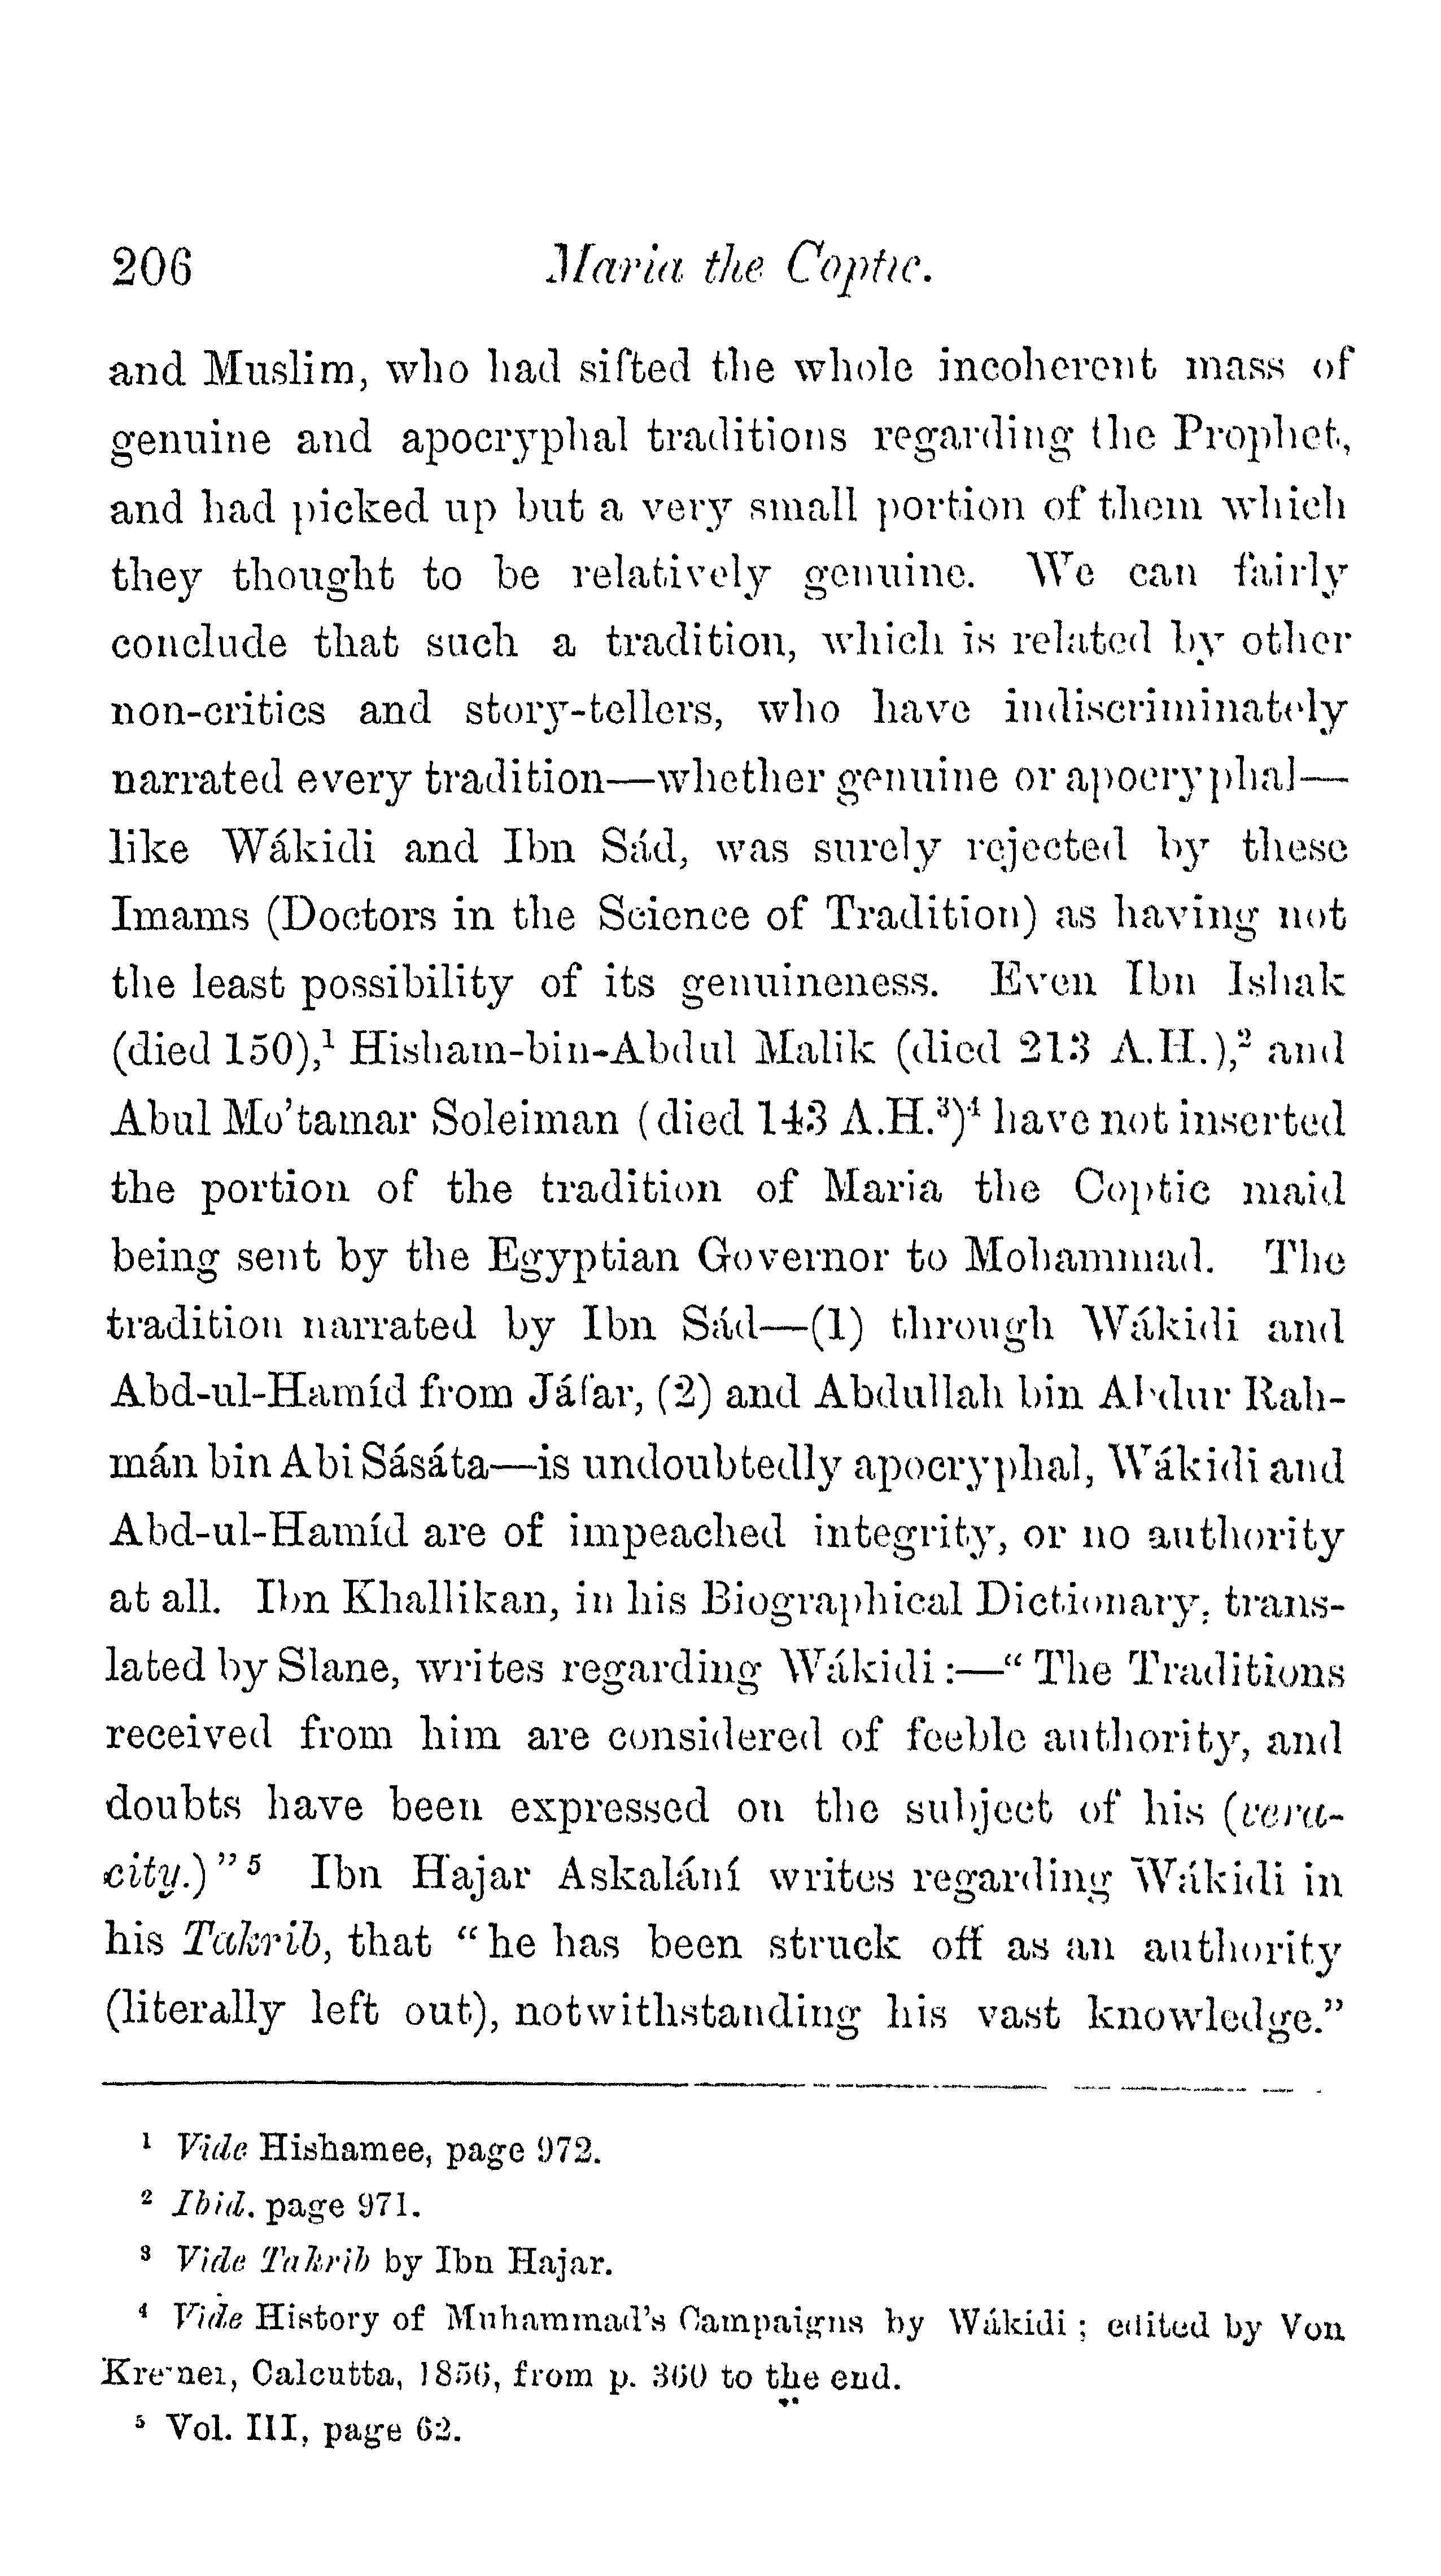 206 Maria the Coptic.
and Muslim, who had sifted the whole incoherent mass of
genuine and apocryphal traditions regarding the Prophet,
and had picked up but a very small portion of them which
they thought to be relatively genuine. We can fairly
conclude that such a tradition, which is related by other
non-critics and story-tellers, who have indiscriminately
narrated every tradition—whether genuine or apocryphal—
like Wákidi and Ibn Sád, was surely rejected by these
Imams (Doctors in the Science of Tradition) as having not
the least possibility of its genuineness. Even Ibn Ishak
(died 150),¹ Hisham-bin-Abdul Malik (died 213 A.H.),² and
Abul Mo'tamar Soleiman (died 143 A.H.³)⁴ have not inserted
the portion of the tradition of Maria the Coptic maid
being sent by the Egyptian Governor to Mohammad. The
tradition narrated by Ibn Sád—(1) through Wákidi and
Abd-ul-Hamíd from Jáfar, (2) and Abdullah bin Abdur Rah-
mán bin Abi Sásáta—is undoubtedly apocryphal, Wákidi and
Abd-ul-Hamíd are of impeached integrity, or no authority
at all. Ibn Khallikan, in his Biographical Dictionary, trans-
lated by Slane, writes regarding Wákidi :—" The Traditions
received from him are considered of feeble authority, and
doubts have been expressed on the subject of his (vera-
city.)" ⁵ Ibn Hajar Askalání writes regarding Wákidi in
his Takrib, that " he has been struck off as an authority
(literally left out), notwithstanding his vast knowledge."
¹ Vide Hishamee, page 972.
² Ibid. page 971.
³ Vide Takrib by Ibn Hajar.
⁴ Vide History of Muhammad's Campaigns by Wákidi ; edited by Von
Kremer, Calcutta, 1856, from p. 360 to the end.
⁵ Vol. III, page 62.